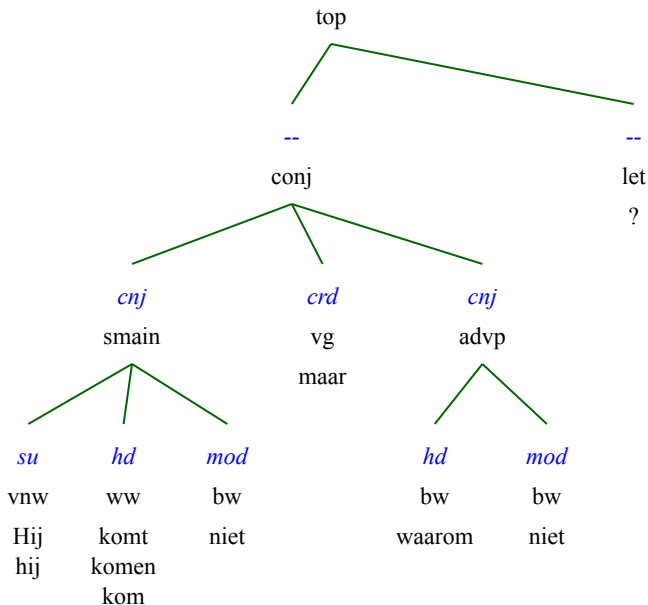 top
-- --
conj let
?
cnj crd cnj
smain vg advp
maar
su hd mod hd mod
vnw ww bw bw bw
Hij komt niet waarom niet
hij komen
kom